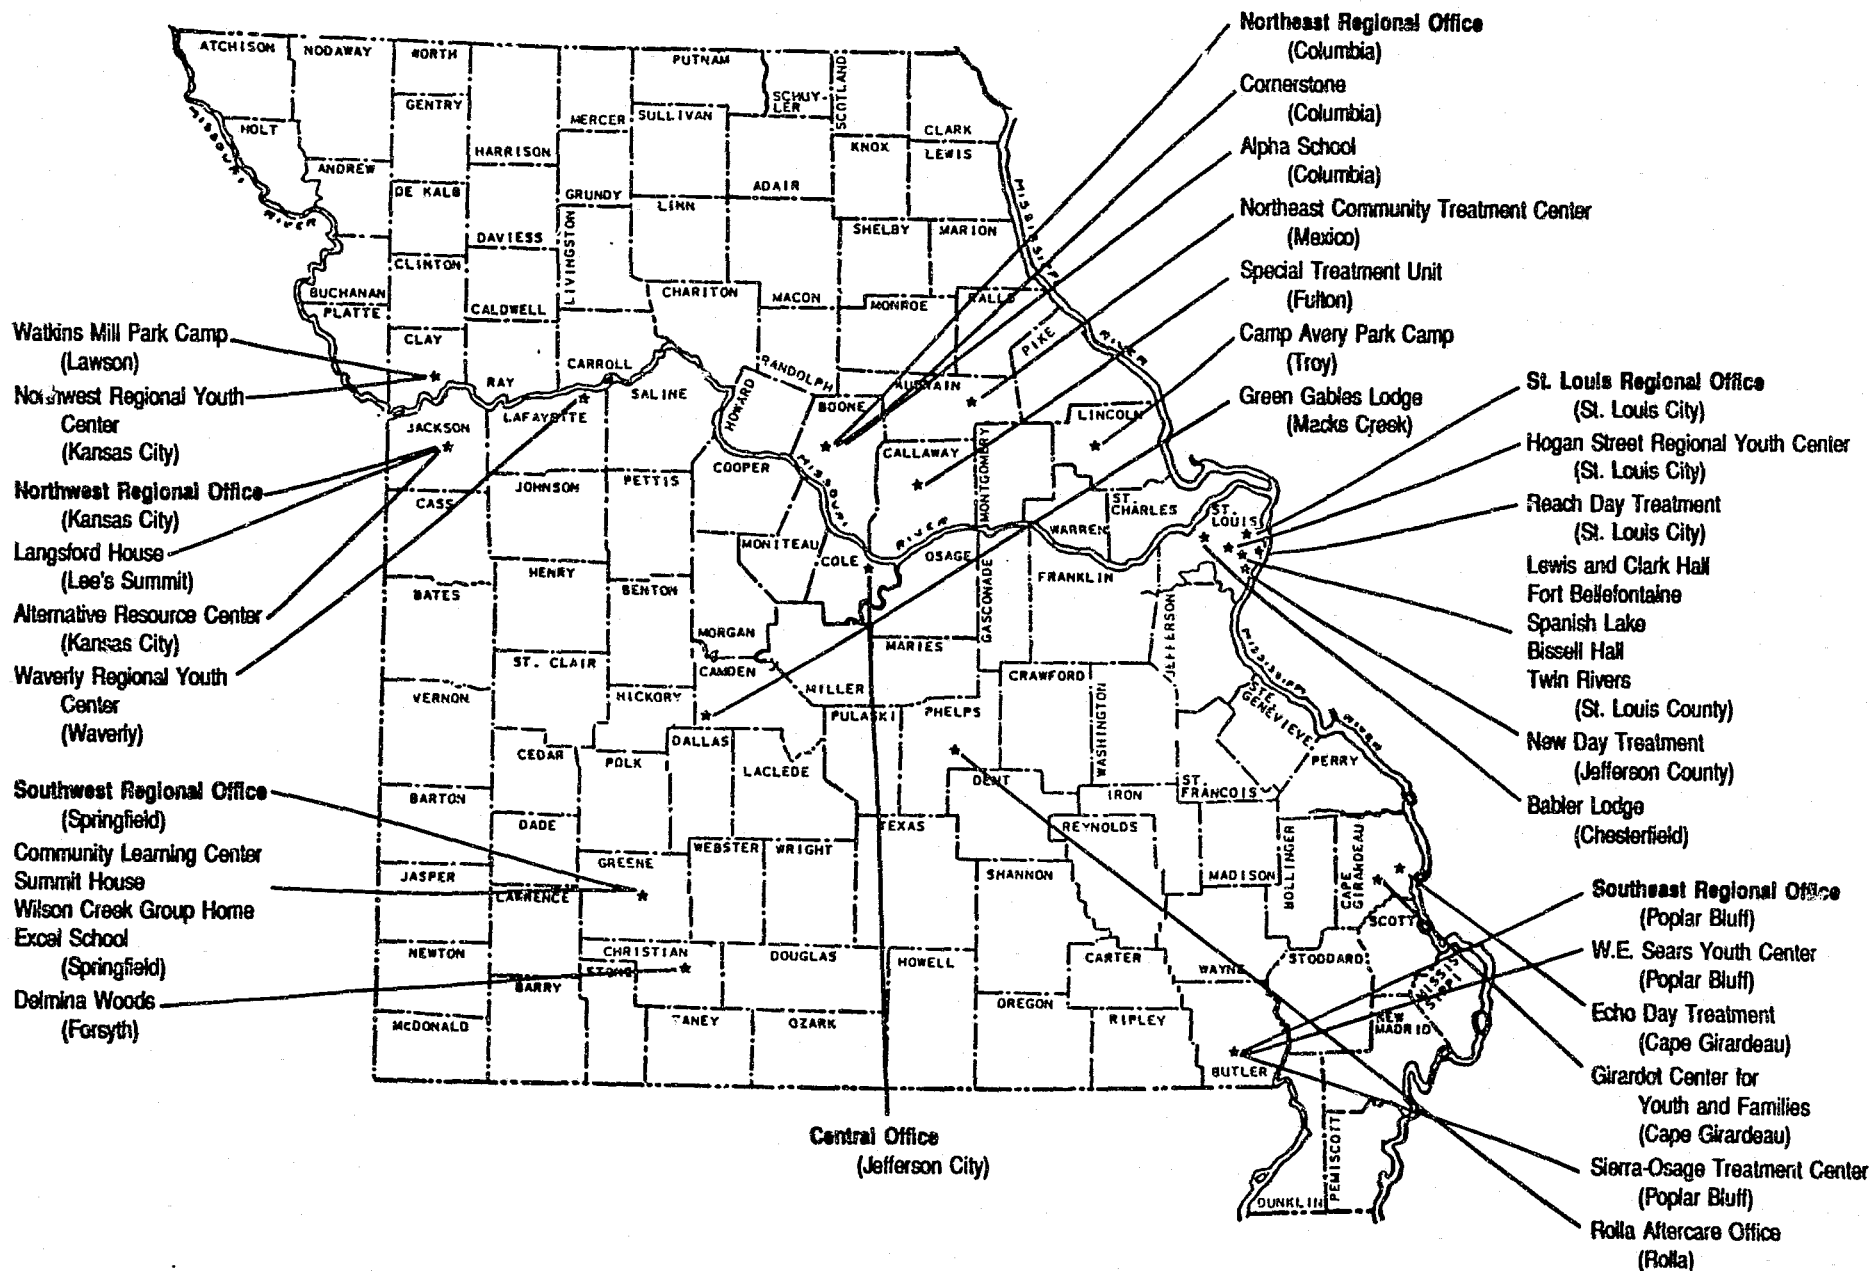 Northeast Regional Office
(Columbia)
Cornerstone
(Columbia)
Alpha School
(Columbia)
Northeast Community Treatment Center
(Mexico)
Special Treatment Unit
(Fulton)
Camp Avery Park Camp
(Troy)
Green Gables Lodge
(Macks Creek)
St. Louis Regional Office
(St. Louis City)
Hogan Street Regional Youth Center
(St. Louis City)
Reach Day Treatment
(St. Louis City)
Lewis and Clark Hall
Fort Bellefontaine
Spanish Lake
Bissell Hall
Twin Rivers
(St. Louis County)
New Day Treatment
(Jefferson County)
Babler Lodge
(Chesterfield)
Southeast Regional Office
(Poplar Bluff)
W.E. Sears Youth Center
(Poplar Bluff)
Echo Day Treatment
(Cape Girardeau)
Girardot Center for
Youth and Families
(Cape Girardeau)
Sierra-Osage Treatment Center
(Poplar Bluff)
Rolla Aftercare Office
(Rolla)
Watkins Mill Park Camp
(Lawson)
Northwest Regional Youth
Center
(Kansas City)
Northwest Regional Office
(Kansas City)
Langsford House
(Lee's Summit)
Alternative Resource Center
(Kansas City)
Waverly Regional Youth
Center
(Waverly)
Southwest Regional Office
(Springfield)
Community Learning Center
Summit House
Wilson Creek Group Home
Excel School
(Springfield)
Delmina Woods
(Forsyth)
Central Office
(Jefferson City)
ATCHISON
NODAWAY
WORTH
PUTNAM
SCHUY-
LER
SCOTLAND
GENTRY
MERCER
SULLIVAN
CLARK
HOLT
HARRISON
KNOX
LEWIS
ANDREW
DE KALB
GRUNDY
ADAIR
LINN
MISSOURI
RIVER
DAVIESS
LIVINGSTON
SHELBY
MARION
MISSISSIPPI
RIVER
CLINTON
BUCHANAN
PLATTE
CALDWELL
CHARITON
MACON
MONROE
RALLS
PIKE
CLAY
CARROLL
RAY
SALINE
RANDOLPH
HOWARD
AUDRAIN
BOONE
LAFAYETTE
LINCOLN
JACKSON
COOPER
CALLAWAY
MONTGOMERY
MISSOURI
RIVER
CASS
JOHNSON
PETTIS
ST.
CHARLES
WARREN
ST.
LOUIS
MONITEAU
COLE
OSAGE
GASCONADE
FRANKLIN
HENRY
BENTON
BATES
MORGAN
MARIES
JEFFERSON
MISSISSIPPI
RIVER
ST. CLAIR
CAMDEN
CRAWFORD
WASHINGTON
STE.
GENEVIEVE
VERNON
HICKORY
MILLER
PULASKI
PHELPS
CEDAR
POLK
DALLAS
LACLEDE
DENT
IRON
ST.
FRANCOIS
PERRY
BARTON
DADE
TEXAS
REYNOLDS
GREENE
WEBSTER
WRIGHT
BOLLINGER
CAPE
GIRARDEAU
JASPER
LAWRENCE
SHANNON
MADISON
SCOTT
NEWTON
CHRISTIAN
DOUGLAS
HOWELL
CARTER
WAYNE
STODDARD
MISSIS
SIPPI
STONE
BARRY
MCDONALD
TANEY
OZARK
OREGON
RIPLEY
BUTLER
NEW
MADRID
DUNKLIN
PEMISCOTT